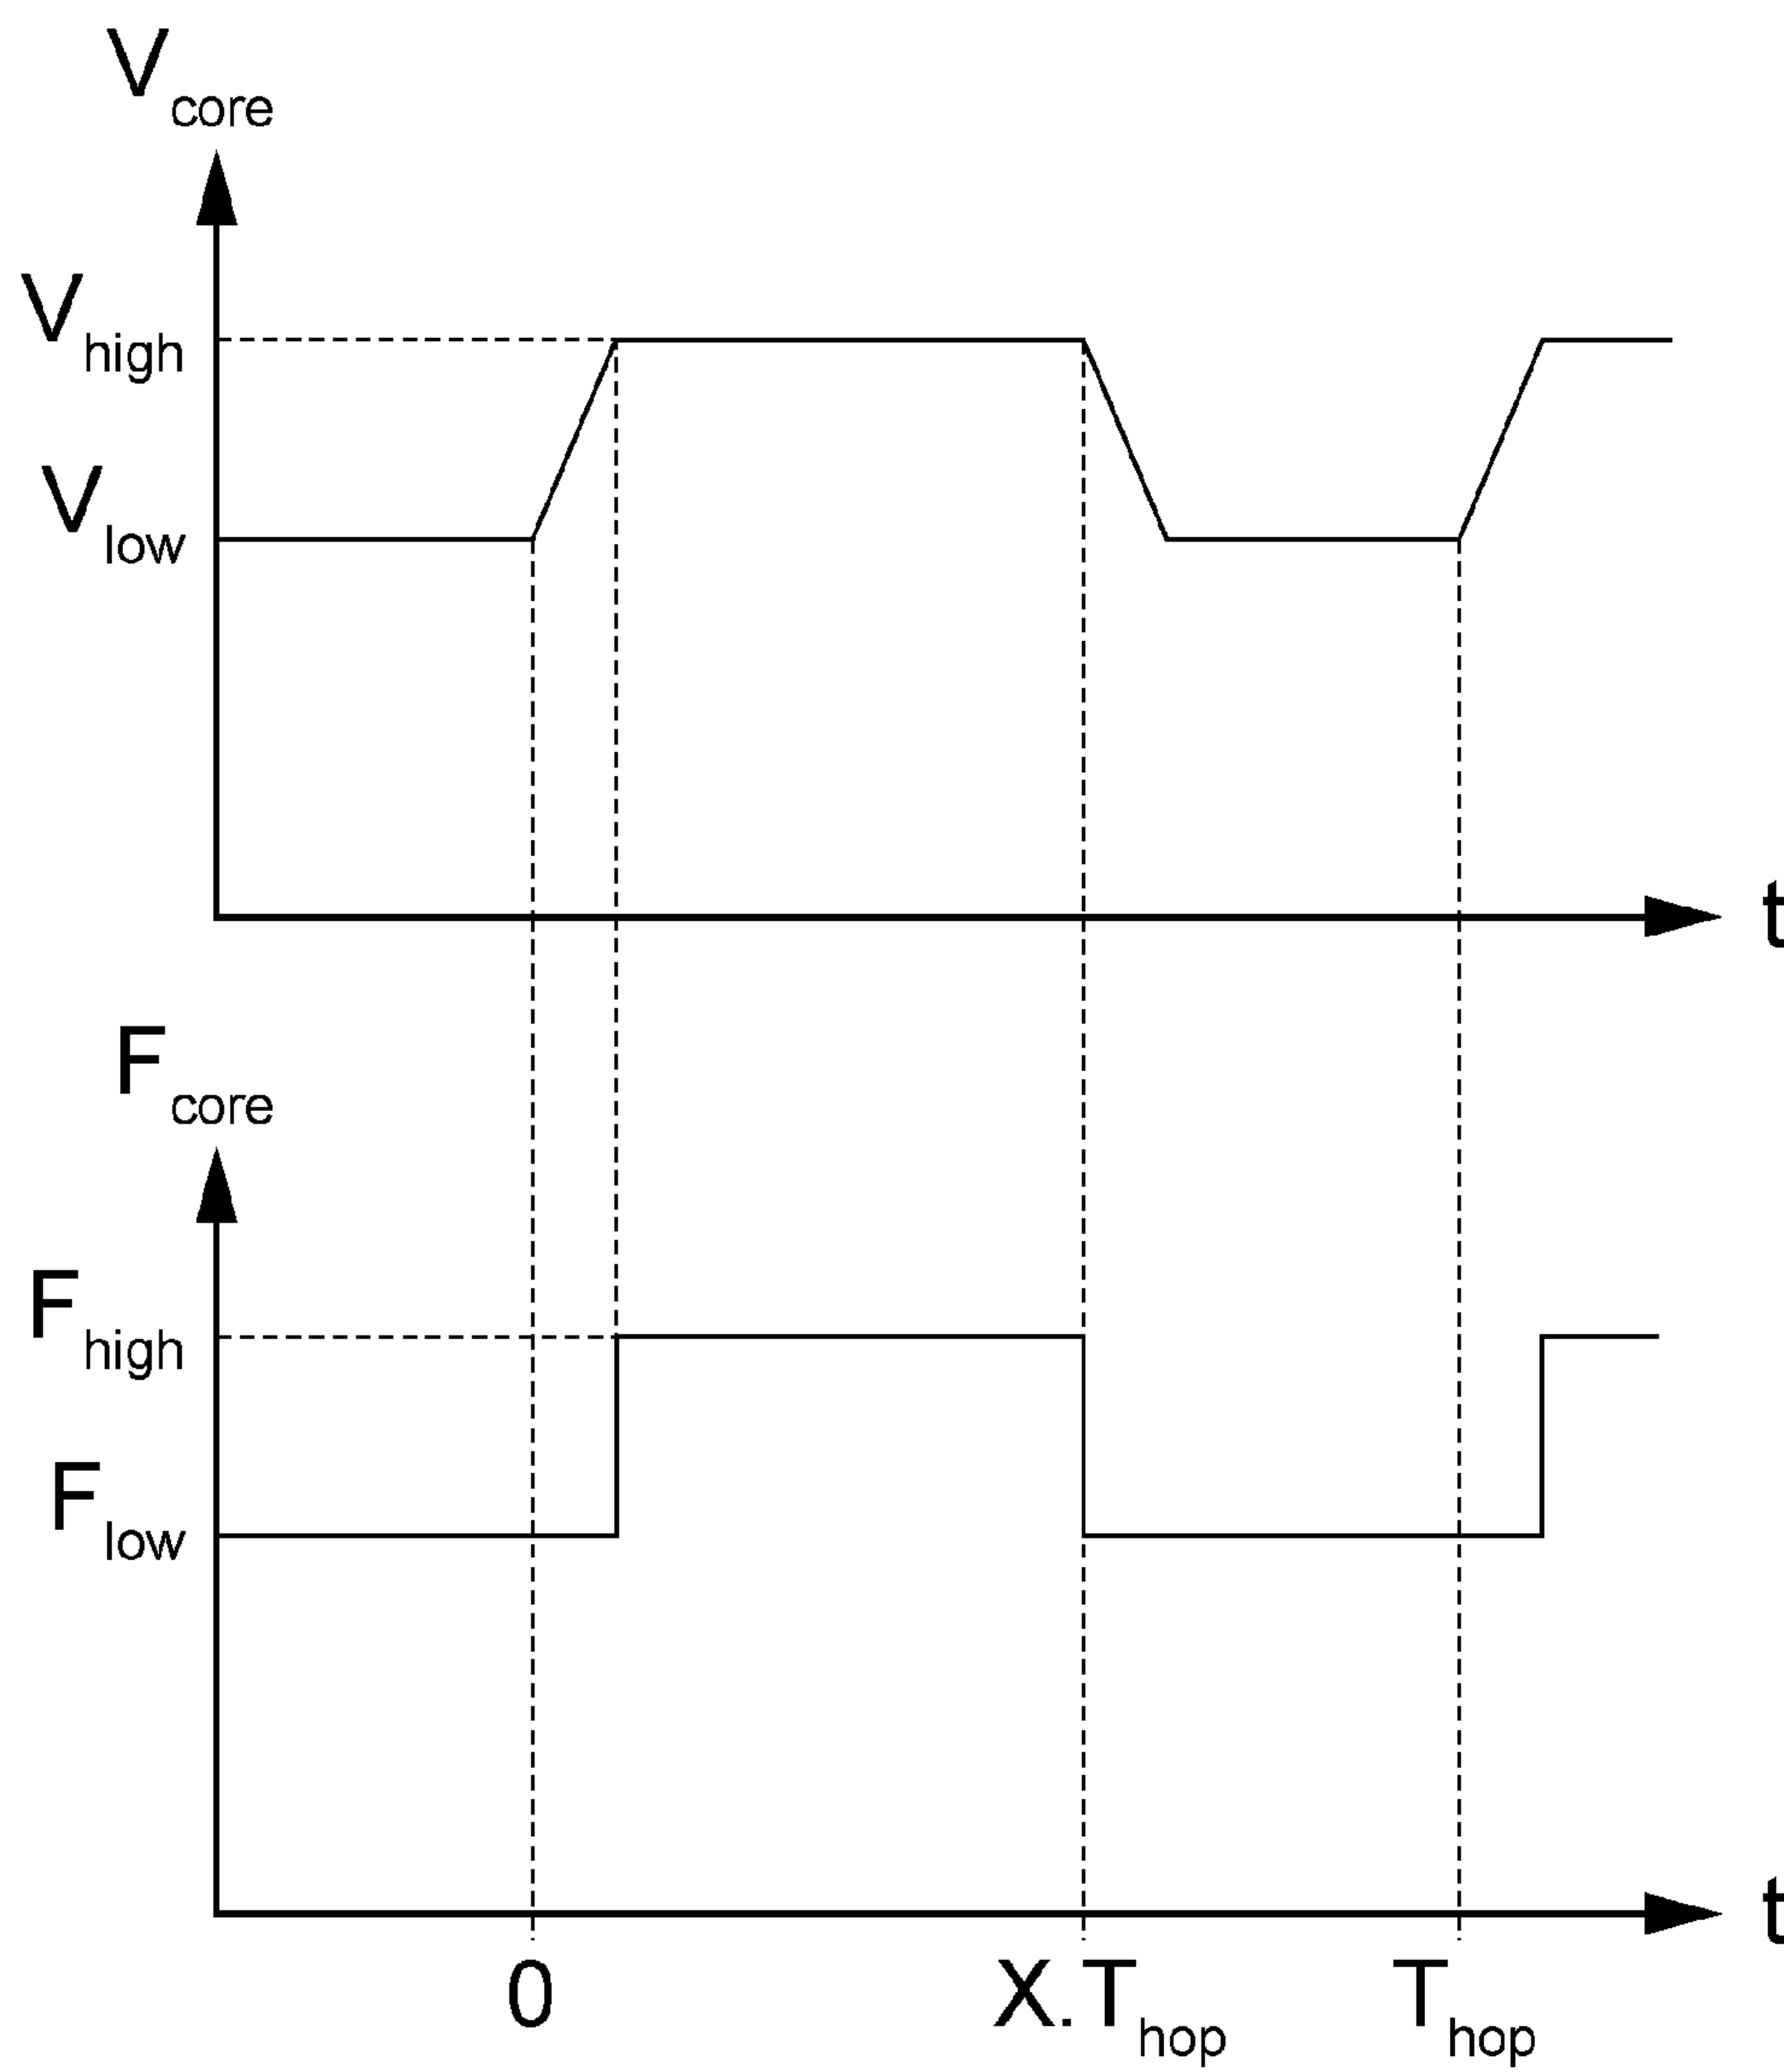 Vcore
Vhigh
Vlow
t
Fcore
Fhigh
Flow
t
0 X.Thop Thop